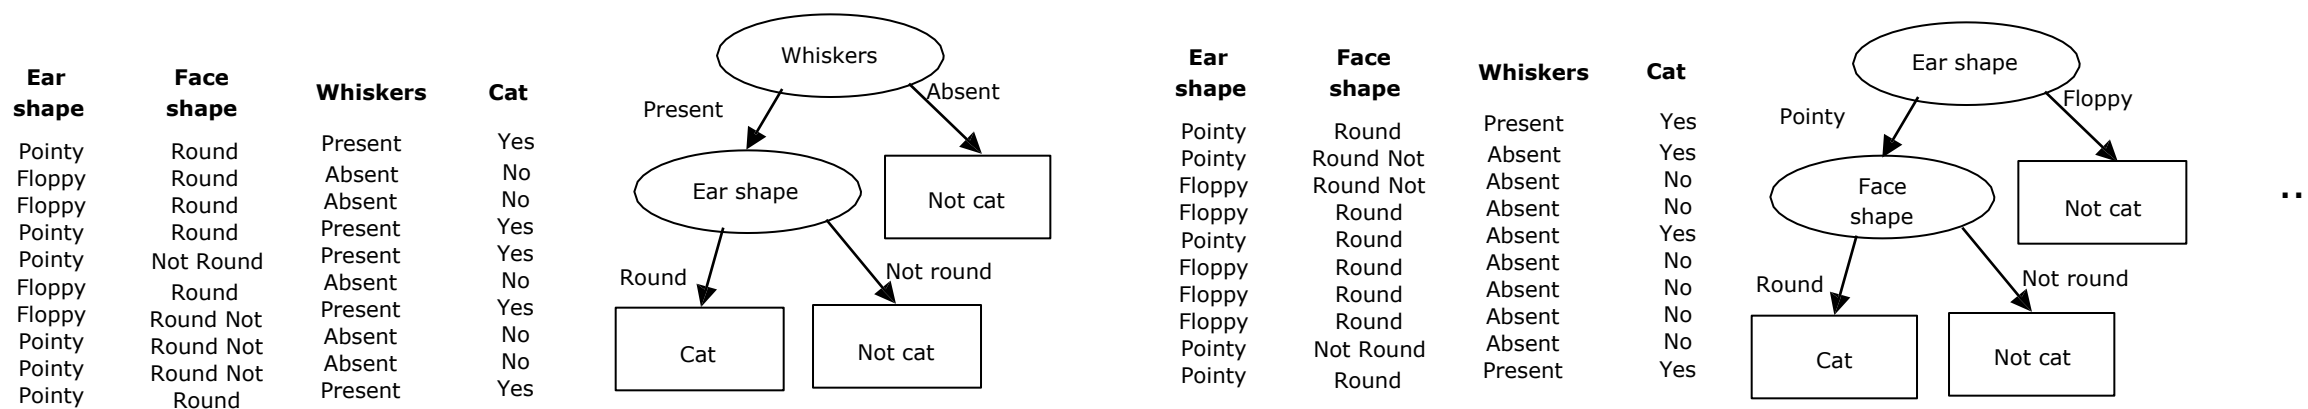 Ear shape Face shape Whiskers Cat
Pointy Round Present Yes
Floppy Round Absent No
Floppy Round Absent No
Pointy Round Present Yes
Pointy Not Round Present Yes
Floppy Round Absent No
Floppy Round Not Present Yes
Pointy Round Not Absent No
Pointy Round Not Absent No
Pointy Round Present Yes
Whiskers
Present
Absent
Ear shape
Not cat
Round
Not round
Cat
Not cat
Ear shape Face shape Whiskers Cat
Pointy Round Present Yes
Pointy Round Not Absent Yes
Floppy Round Not Absent No
Floppy Round Absent No
Pointy Round Absent Yes
Floppy Round Absent No
Floppy Round Absent No
Floppy Round Absent No
Pointy Not Round Absent No
Pointy Round Present Yes
Ear shape
Pointy
Floppy
Face
shape
Not cat
Round
Not round
Cat
Not cat
..